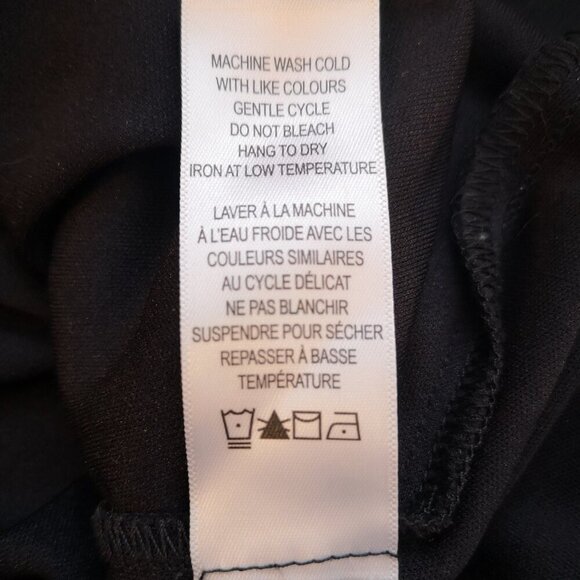 MACHINE WASH COLD
WITH LIKE COLOURS
GENTLE CYCLE
DO NOT BLEACH
HANG TO DRY
IRON AT LOW TEMPERATURE
LAVER À LA MACHINE
À L'EAU FROIDE AVEC LES
COULEURS SIMILAIRES
AU CYCLE DÉLICAT
NE PAS BLANCHIR
SUSPENDRE POUR SÉCHER
REPASSER À BASSE
TEMPÉRATURE